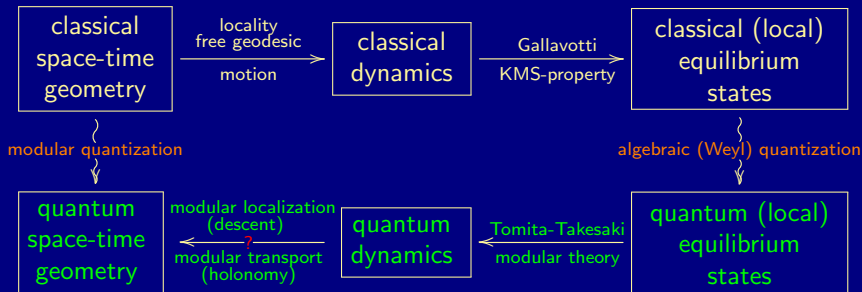 classical
space-time
geometry
locality
free geodesic
motion
classical
dynamics
Gallavotti
KMS-property
classical (local)
equilibrium
states
modular quantization
algebraic (Weyl) quantization
quantum
space-time
geometry
modular localization
(descent)
?
modular transport
(holonomy)
quantum
dynamics
Tomita-Takesaki
modular theory
quantum (local)
equilibrium
states